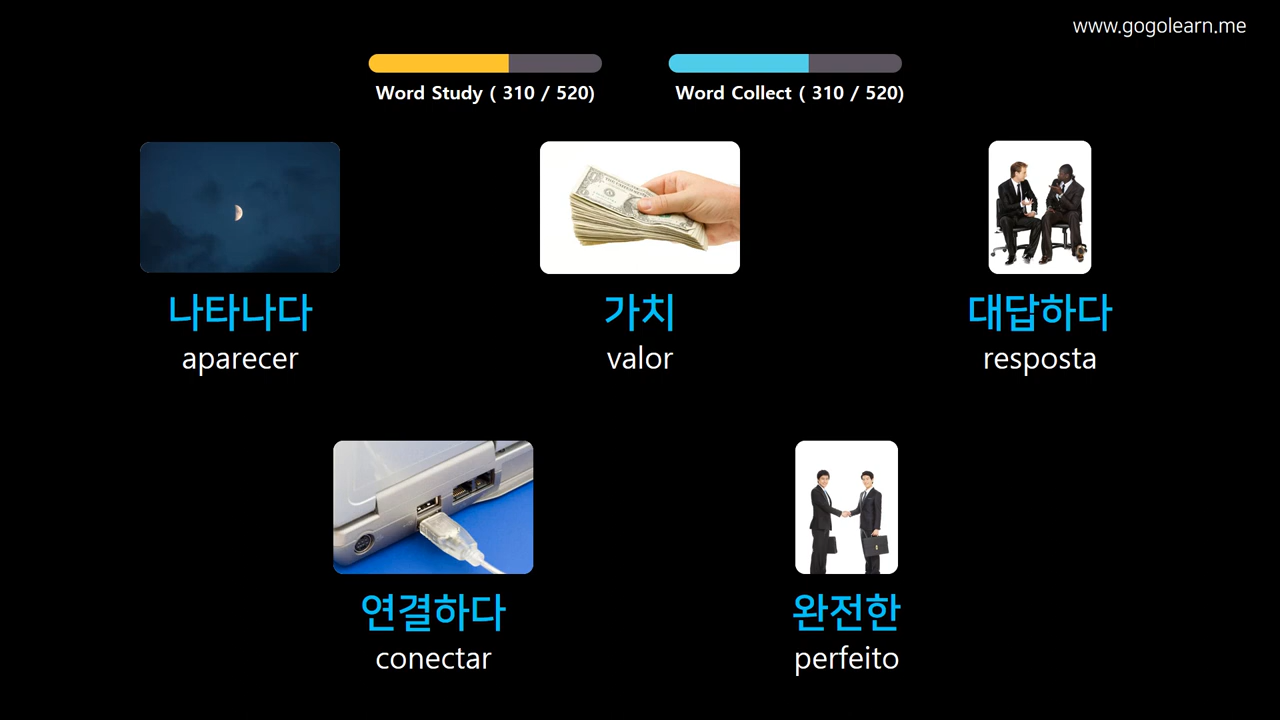 www.gogolearn.me
Word Study ( 310 / 520)
Word Collect ( 310 / 520)
나타나다
aparecer
가치
valor
대답하다
resposta
연결하다
conectar
완전한
perfeito